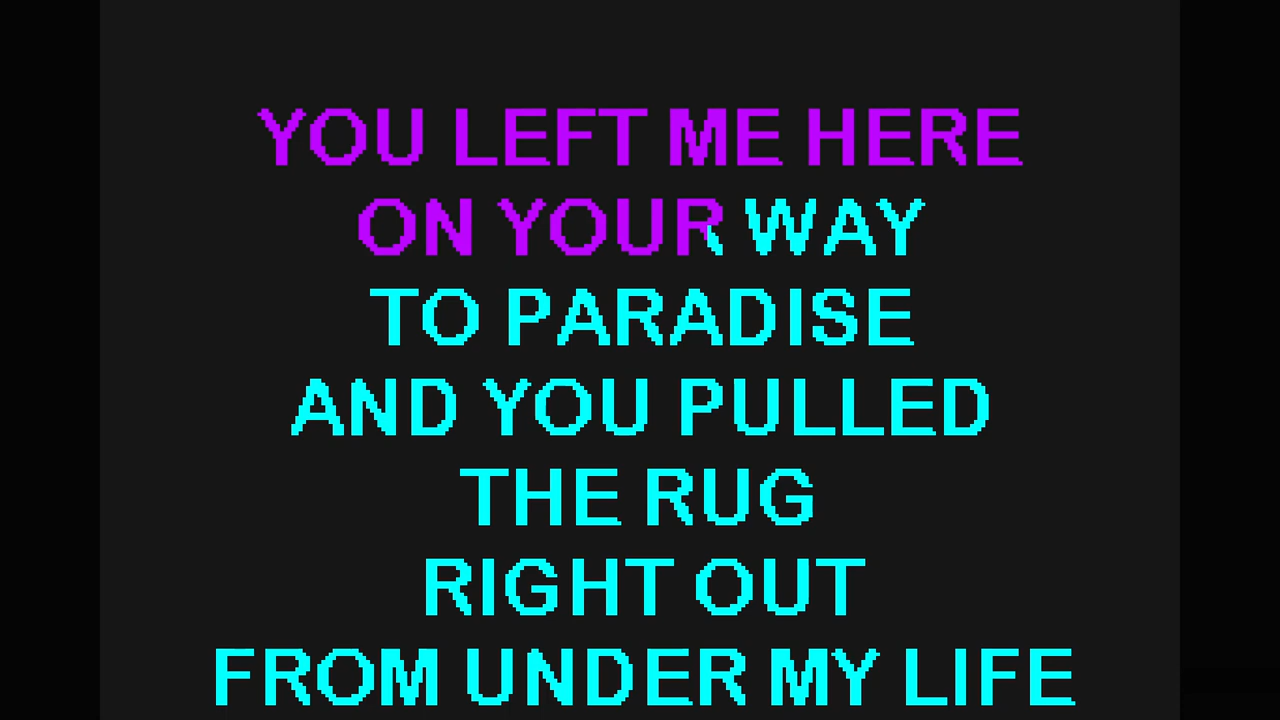 YOU LEFT ME HERE
ON YOUR WAY
TO PARADISE
AND YOU PULLED
THE RUG
RIGHT OUT
FROM UNDER MY LIFE